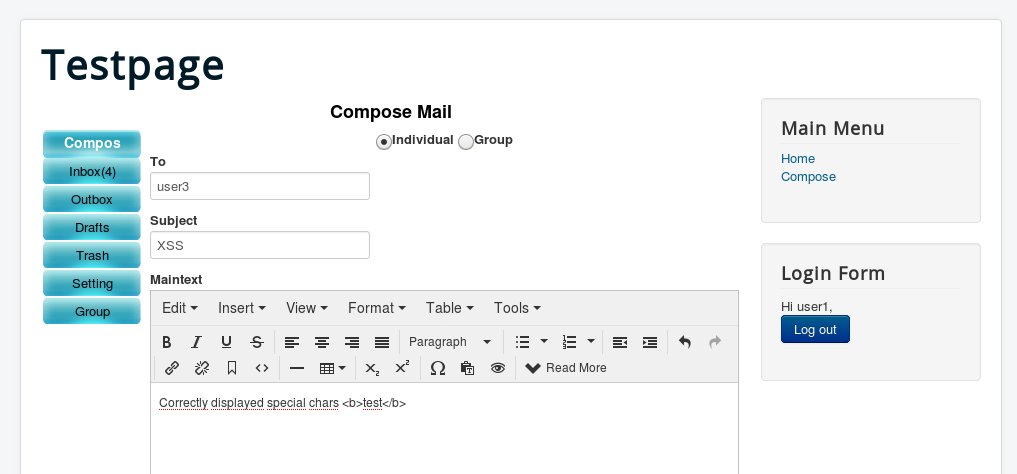 Testpage
Compose Mail
Individual Group
Compos
Inbox(4)
Outbox
Drafts
Trash
Setting
Group
To
user3
Subject
XSS
Maintext
Edit Insert View Format Table Tools
B I U S Paragraph
X2 X2 Ω Read More
Correctly displayed special chars <b>test</b>
Main Menu
Home
Compose
Login Form
Hi user1,
Log out